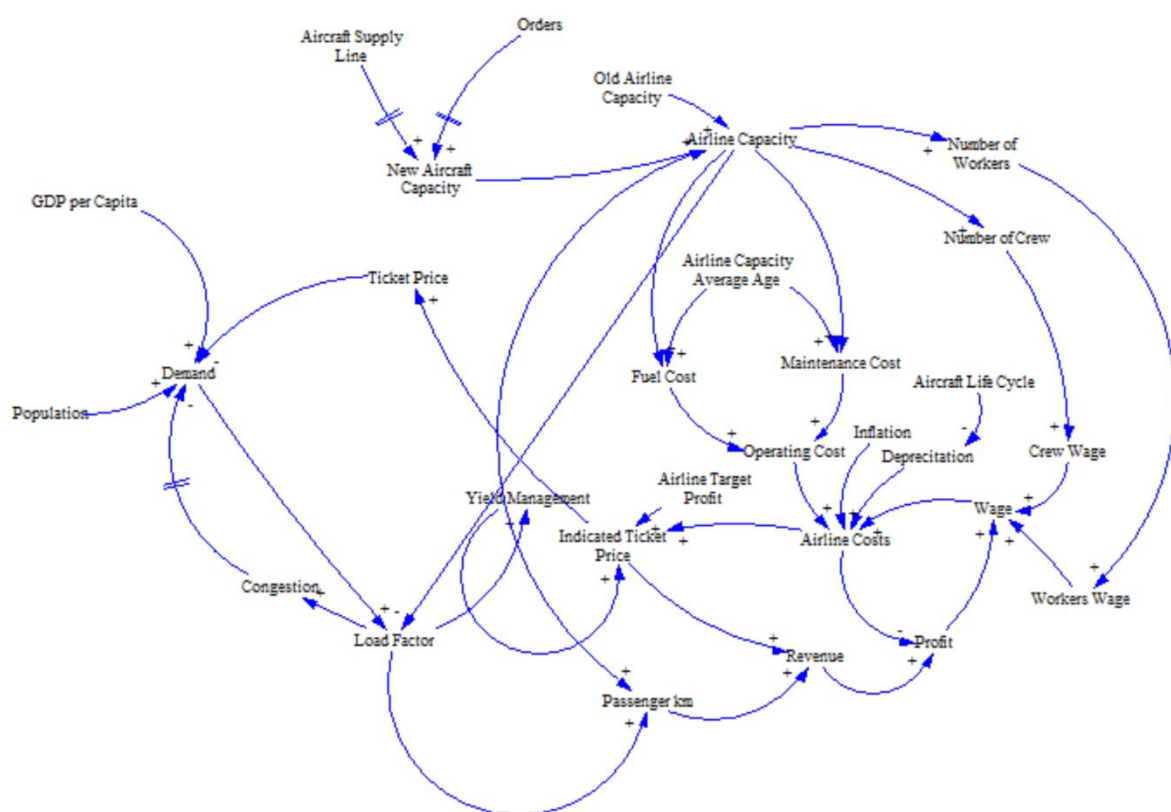 Aircraft Supply
Line
Orders
Old Airline
Capacity
Airline Capacity
Number of
Workers
New Aircraft
Capacity
GDP per Capita
Number of Crew
Airline Capacity
Average Age
Ticket Price
Demand
Fuel Cost
Maintenance Cost
Aircraft Life Cycle
Population
Inflation
Operating Cost
Deprecitation
Crew Wage
Airline Target
Profit
Yield Management
Indicated Ticket
Price
Airline Costs
Wage
Congestion
Workers Wage
Load Factor
Revenue
Profit
Passenger km